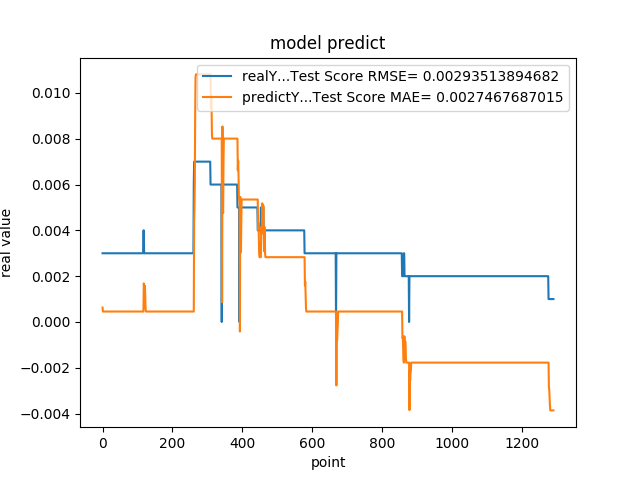 model predict
realY...Test Score RMSE= 0.00293513894682
predictY...Test Score MAE= 0.0027467687015
real value
0.010
0.008
0.006
0.004
0.002
0.000
−0.002
−0.004
0 200 400 600 800 1000 1200
point